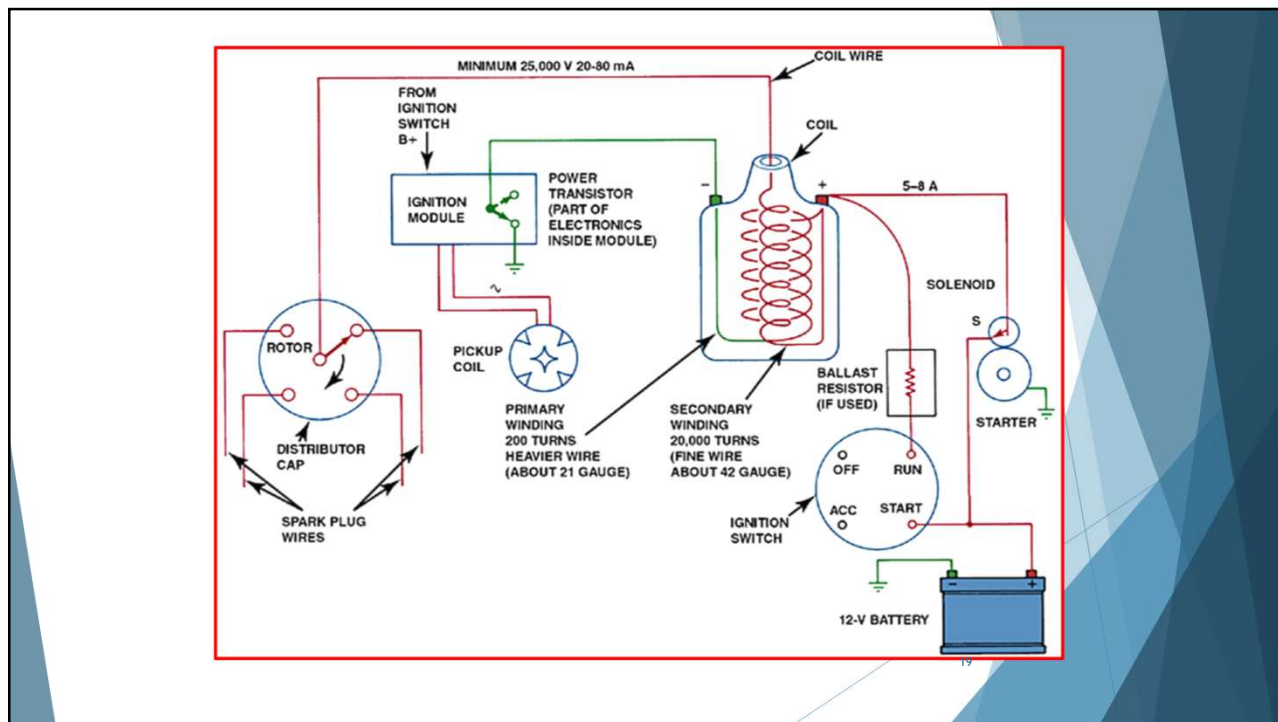 MINIMUM 25,000 V 20-80 mA
COIL WIRE
FROM
IGNITION
SWITCH
B+
COIL
IGNITION
MODULE
POWER
TRANSISTOR
(PART OF
ELECTRONICS
INSIDE MODULE)
–
+
5–8 A
SOLENOID
S
ROTOR
PICKUP
COIL
BALLAST
RESISTOR
(IF USED)
STARTER
PRIMARY
WINDING
200 TURNS
HEAVIER WIRE
(ABOUT 21 GAUGE)
SECONDARY
WINDING
20,000 TURNS
(FINE WIRE
ABOUT 42 GAUGE)
DISTRIBUTOR
CAP
OFF
RUN
ACC
START
SPARK PLUG
WIRES
IGNITION
SWITCH
–
+
12-V BATTERY
19